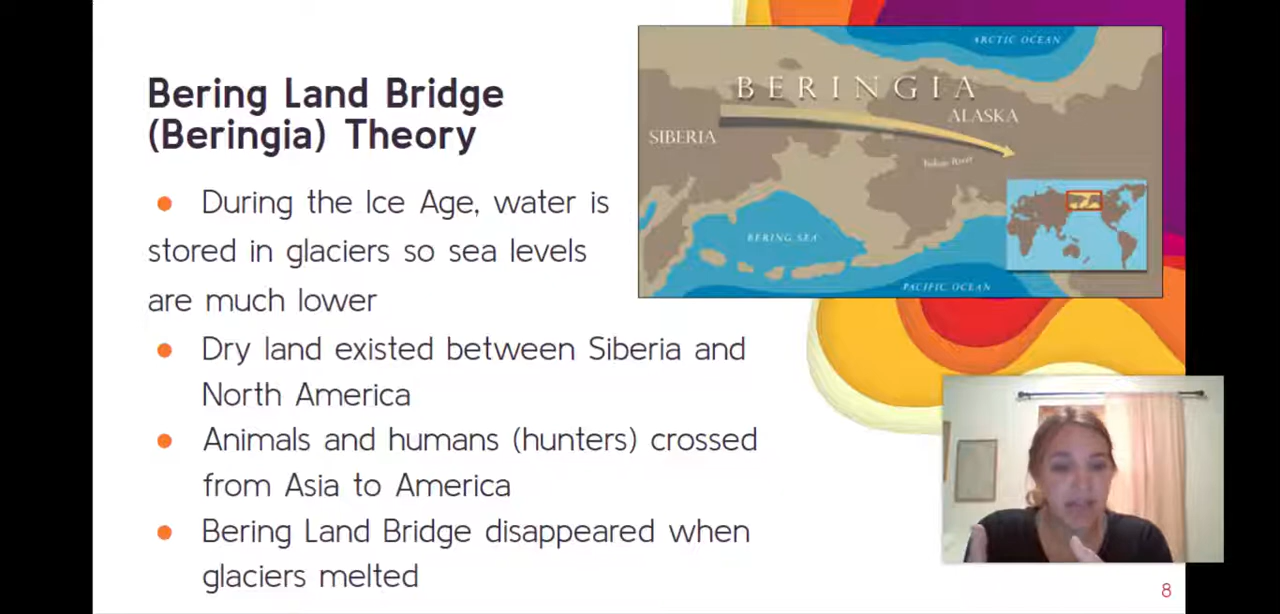 Bering Land Bridge
(Beringia) Theory
● During the Ice Age, water is
stored in glaciers so sea levels
are much lower
● Dry land existed between Siberia and
North America
● Animals and humans (hunters) crossed
from Asia to America
● Bering Land Bridge disappeared when
glaciers melted
ARCTIC OCEAN
BERINGIA
ALASKA
SIBERIA
Yukon River
BERING SEA
PACIFIC OCEAN
8